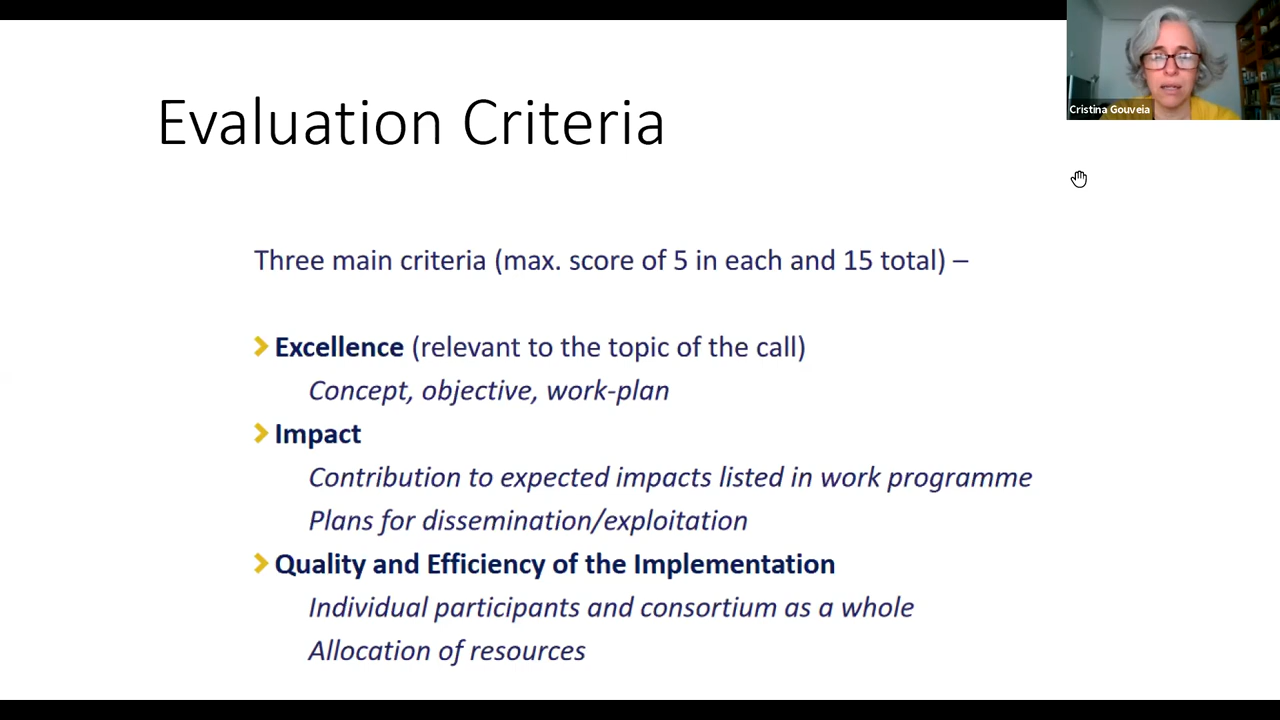 Evaluation Criteria
Cristina Gouveia
Three main criteria (max. score of 5 in each and 15 total) –
Excellence (relevant to the topic of the call)
Concept, objective, work-plan
Impact
Contribution to expected impacts listed in work programme
Plans for dissemination/exploitation
Quality and Efficiency of the Implementation
Individual participants and consortium as a whole
Allocation of resources